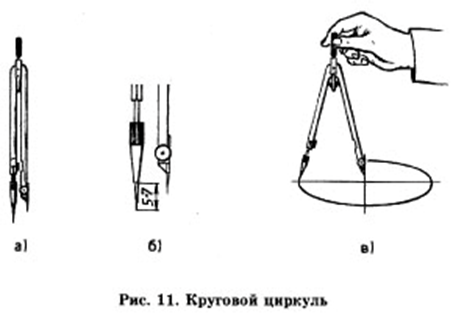 5-7
а)
б)
в)
Рис. 11. Круговой циркуль